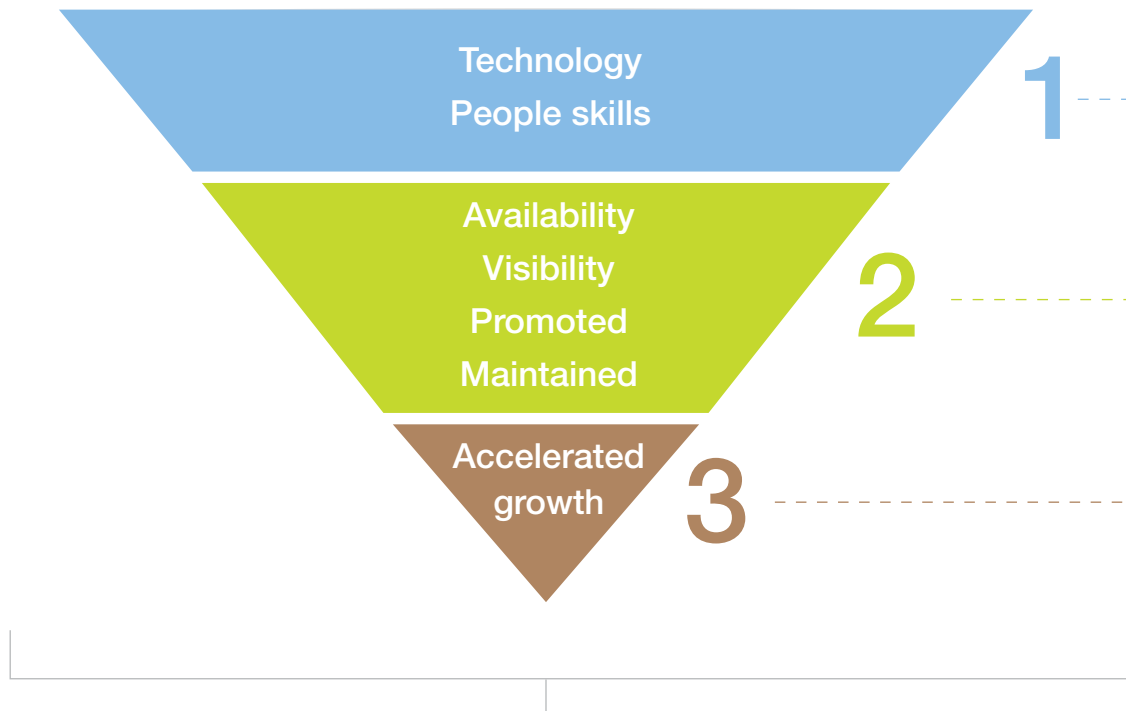 Technology
People skills
1
Availability
Visibility
Promoted
Maintained
2
Accelerated
growth
3